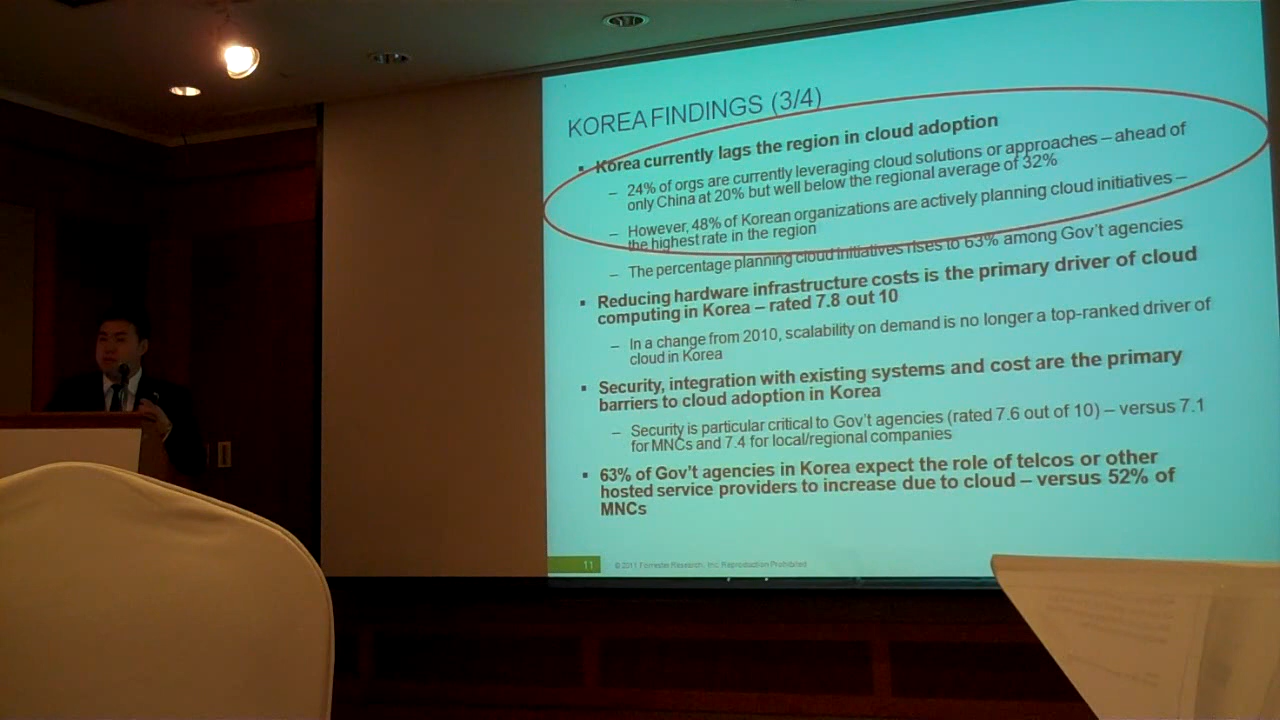 KOREA FINDINGS (3/4)
▪ Korea currently lags the region in cloud adoption
– 24% of orgs are currently leveraging cloud solutions or approaches – ahead of
only China at 20% but well below the regional average of 32%
– However, 48% of Korean organizations are actively planning cloud initiatives –
the highest rate in the region
– The percentage planning cloud initiatives rises to 63% among Gov't agencies
▪ Reducing hardware infrastructure costs is the primary driver of cloud
computing in Korea – rated 7.8 out 10
– In a change from 2010, scalability on demand is no longer a top-ranked driver of
cloud in Korea
▪ Security, integration with existing systems and cost are the primary
barriers to cloud adoption in Korea
– Security is particular critical to Gov't agencies (rated 7.6 out of 10) – versus 7.1
for MNCs and 7.4 for local/regional companies
▪ 63% of Gov't agencies in Korea expect the role of telcos or other
hosted service providers to increase due to cloud – versus 52% of
MNCs
11 © 2011 Forrester Research, Inc. Reproduction Prohibited